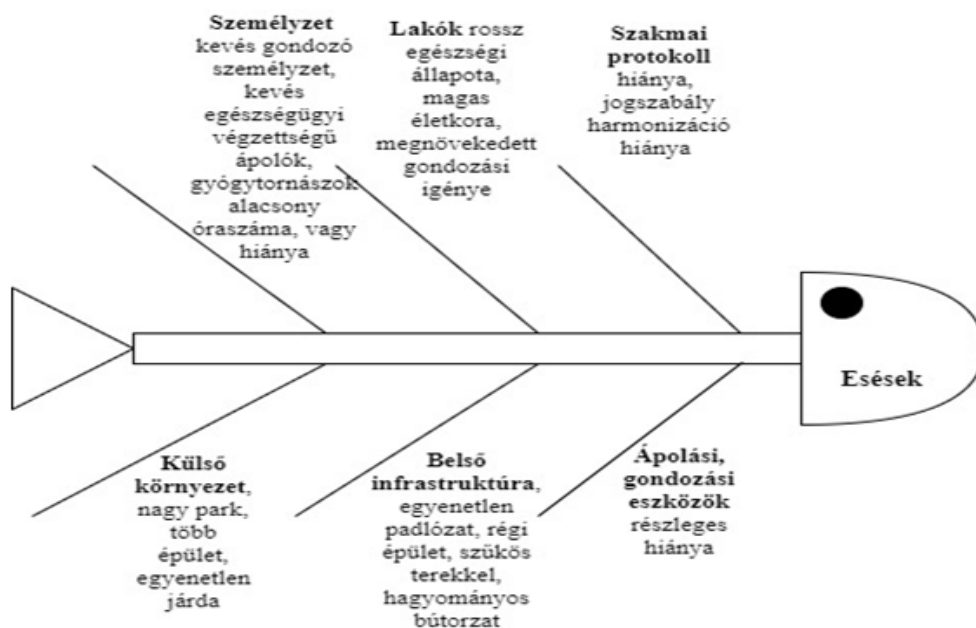 Személyzet
kevés gondozó
személyzet,
kevés
egészségügyi
végzettségű
ápolók,
gyógytornászok
alacsony
óraszáma, vagy
hiánya
Lakók rossz
egészségi
állapota,
magas
életkora,
megnövekedett
gondozási
igénye
Szakmai
protokoll
hiánya,
jogszabály
harmonizáció
hiánya
Esések
Külső
környezet,
nagy park,
több
épület,
egyenetlen
járda
Belső
infrastruktúra,
egyenetlen
padlózat, régi
épület, szűkös
terekkel,
hagyományos
bútorzat
Ápolási,
gondozási
eszközök
részleges
hiánya